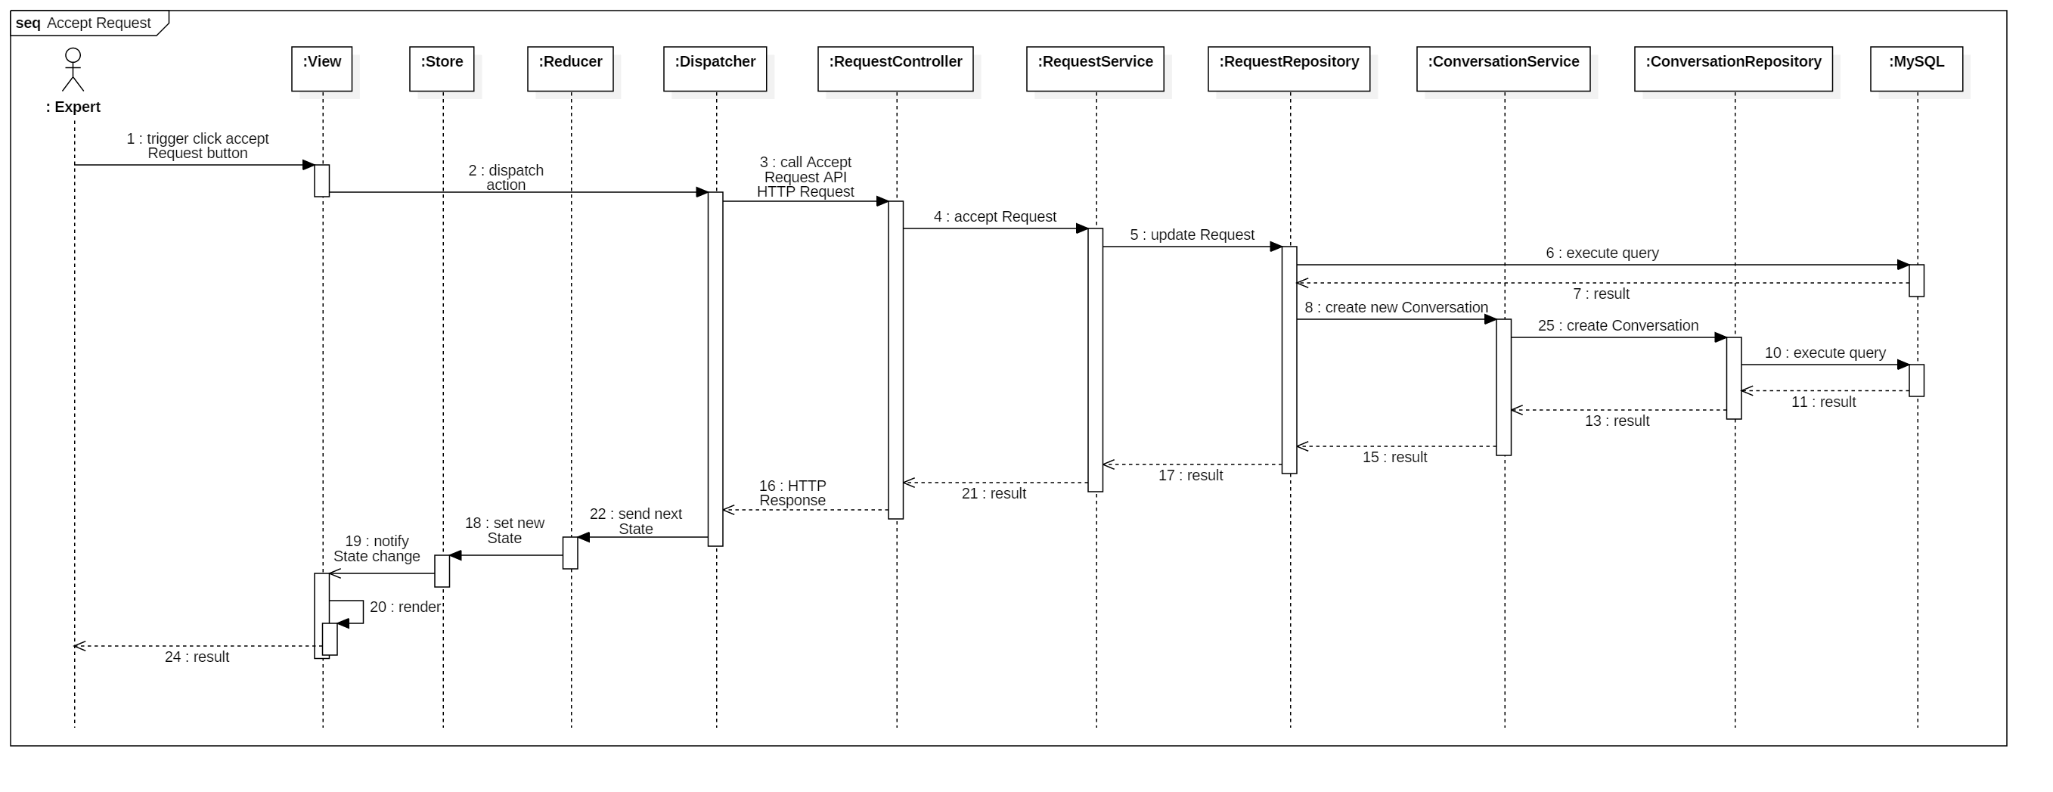 seq Accept Request
: Expert
:View
:Store
:Reducer
:Dispatcher
:RequestController
:RequestService
:RequestRepository
:ConversationService
:ConversationRepository
:MySQL
1 : trigger click accept
Request button
2 : dispatch
action
3 : call Accept
Request API
HTTP Request
4 : accept Request
5 : update Request
6 : execute query
7 : result
8 : create new Conversation
25 : create Conversation
10 : execute query
11 : result
13 : result
15 : result
17 : result
21 : result
16 : HTTP
Response
22 : send next
State
18 : set new
State
19 : notify
State change
20 : render
24 : result